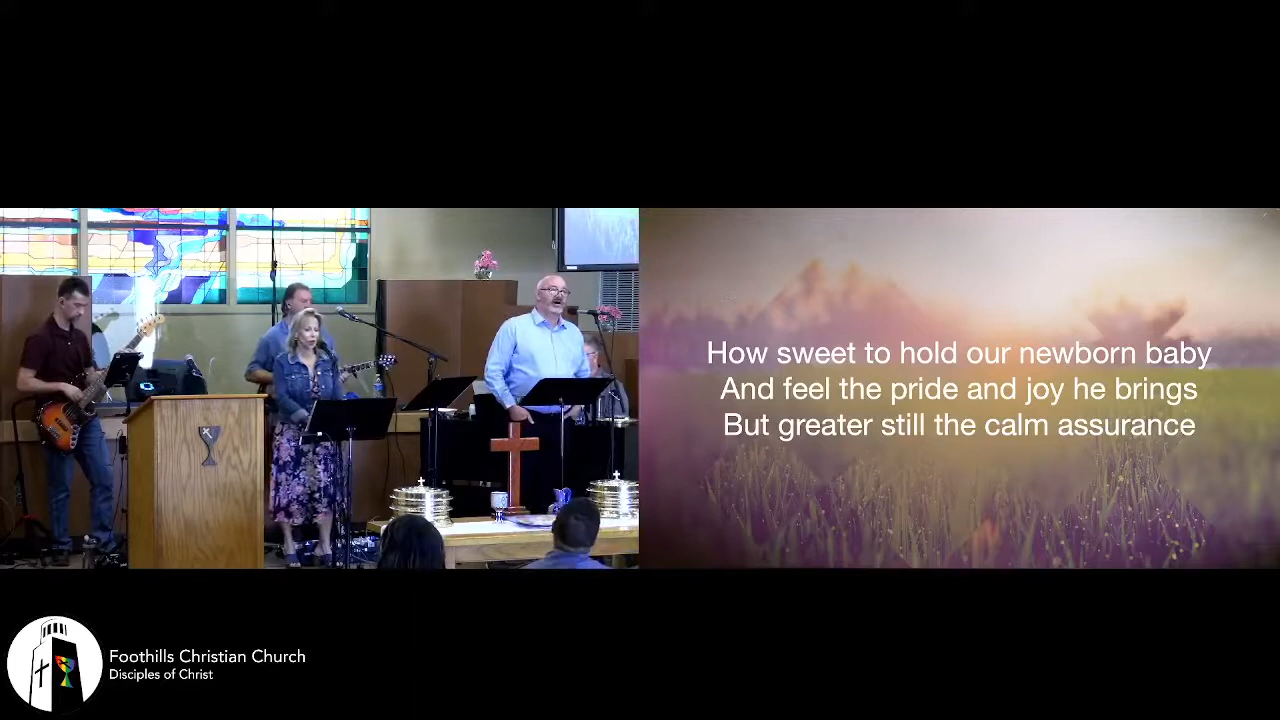 How sweet to hold our newborn baby
And feel the pride and joy he brings
But greater still the calm assurance
Foothills Christian Church
Disciples of Christ